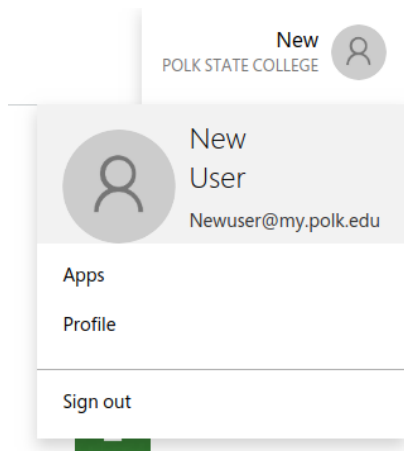 New
POLK STATE COLLEGE
New
User
Newuser@my.polk.edu
Apps
Profile
Sign out